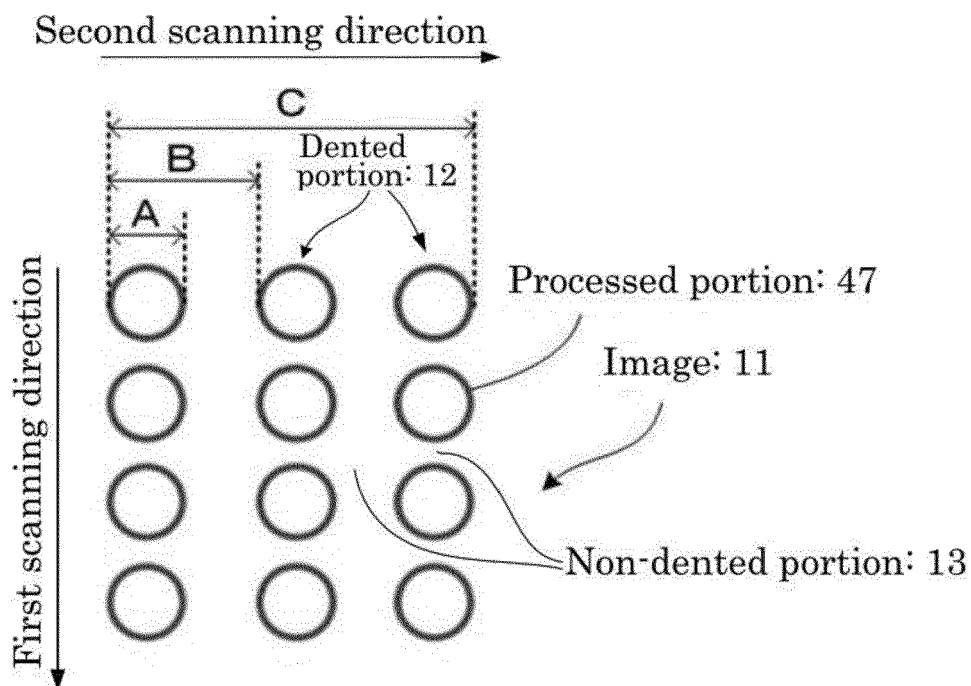 Second scanning direction
C
Dented
portion: 12
B
A
First scanning direction
Processed portion: 47
Image: 11
Non-dented portion: 13